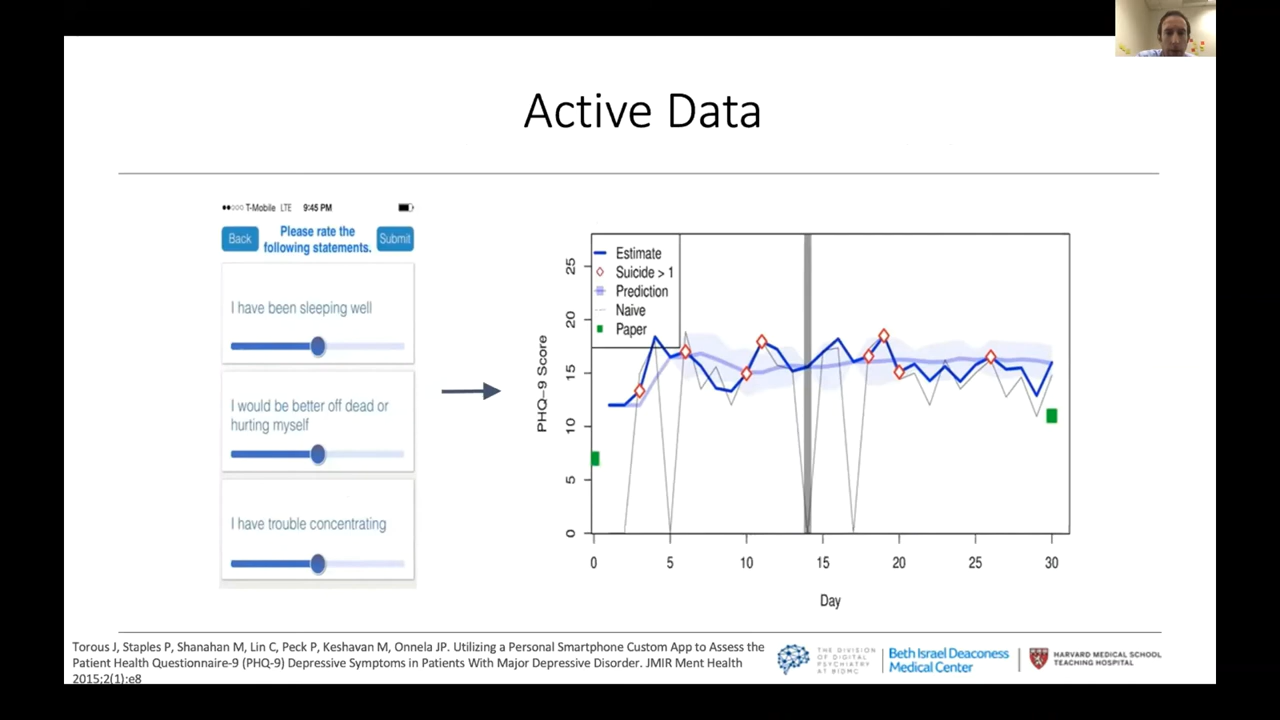 Active Data
T-Mobile LTE 9:45 PM
Back
Please rate the
following statements.
Submit
I have been sleeping well
I would be better off dead or
hurting myself
I have trouble concentrating
Estimate
Suicide > 1
Prediction
Naive
Paper
PHQ-9 Score
25
20
15
10
5
0
0 5 10 15 20 25 30
Day
Torous J, Staples P, Shanahan M, Lin C, Peck P, Keshavan M, Onnela JP. Utilizing a Personal Smartphone Custom App to Assess the
Patient Health Questionnaire-9 (PHQ-9) Depressive Symptoms in Patients With Major Depressive Disorder. JMIR Ment Health
2015;2(1):e8
THE DIVISION
OF DIGITAL
PSYCHIATRY
AT BIDMC
Beth Israel Deaconess
Medical Center
HARVARD MEDICAL SCHOOL
TEACHING HOSPITAL